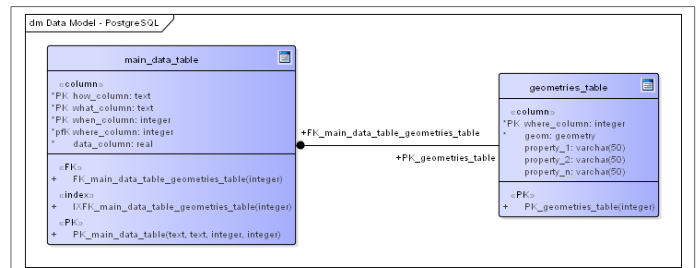 dm Data Model - PostgreSQL
main_data_table
«column»
*PK how_column: text
*PK what_column: text
*PK when_column: integer
*pfK where_column: integer
* data_column: real
«FK»
+ FK_main_data_table_geometries_table(integer)
«index»
+ IXFK_main_data_table_geometries_table(integer)
«PK»
+ PK_main_data_table(text, text, integer, integer)
+FK_main_data_table_geometries_table
+PK_geometries_table
geometries_table
«column»
*PK where_column: integer
* geom: geometry
property_1: varchar(50)
property_2: varchar(50)
property_n: varchar(50)
«PK»
+ PK_geometries_table(integer)